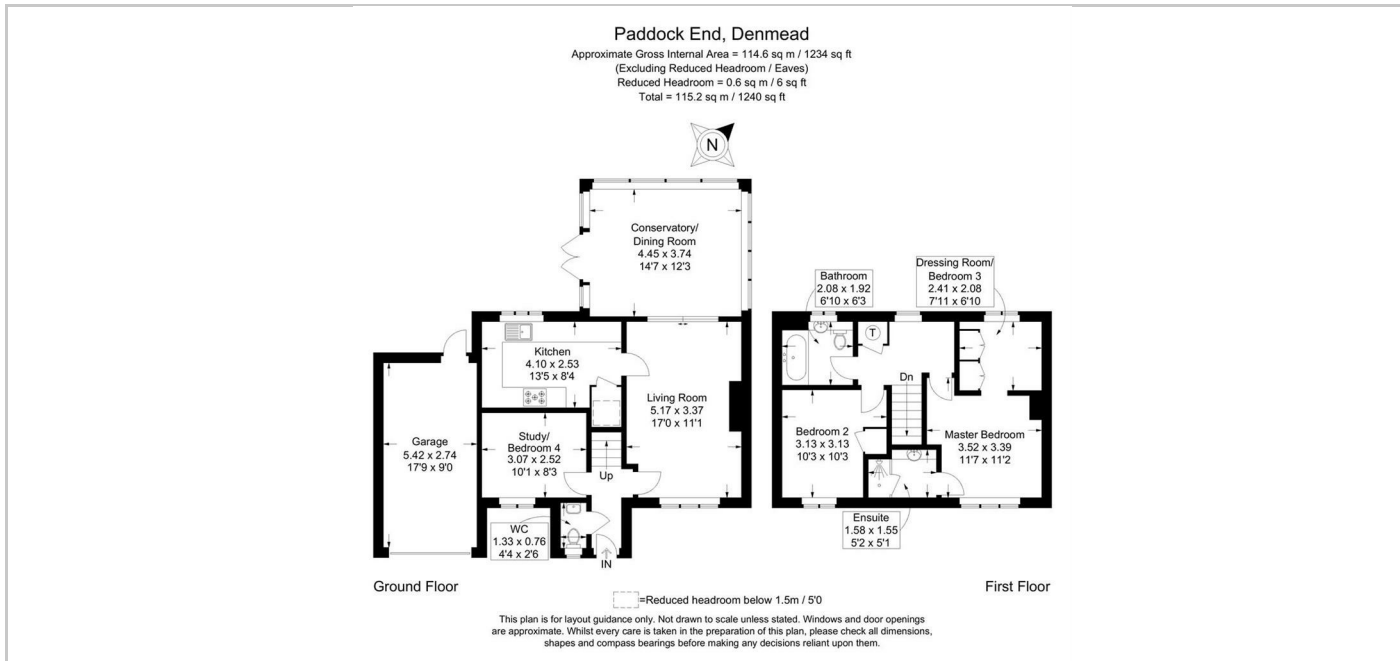 Paddock End, Denmead
Approximate Gross Internal Area = 114.6 sq m / 1234 sq ft
(Excluding Reduced Headroom / Eaves)
Reduced Headroom = 0.6 sq m / 6 sq ft
Total = 115.2 sq m / 1240 sq ft
N
Conservatory/
Dining Room
4.45 x 3.74
14'7 x 12'3
Kitchen
4.10 x 2.53
13'5 x 8'4
Living Room
5.17 x 3.37
17'0 x 11'1
Garage
5.42 x 2.74
17'9 x 9'0
Study/
Bedroom 4
3.07 x 2.52
10'1 x 8'3
Up
WC
1.33 x 0.76
4'4 x 2'6
IN
Ground Floor
Bathroom
2.08 x 1.92
6'10 x 6'3
Dressing Room/
Bedroom 3
2.41 x 2.08
7'11 x 6'10
T
Dn
Bedroom 2
3.13 x 3.13
10'3 x 10'3
Master Bedroom
3.52 x 3.39
11'7 x 11'2
Ensuite
1.58 x 1.55
5'2 x 5'1
First Floor
=Reduced headroom below 1.5m / 5'0
This plan is for layout guidance only. Not drawn to scale unless stated. Windows and door openings
are approximate. Whilst every care is taken in the preparation of this plan, please check all dimensions,
shapes and compass bearings before making any decisions reliant upon them.